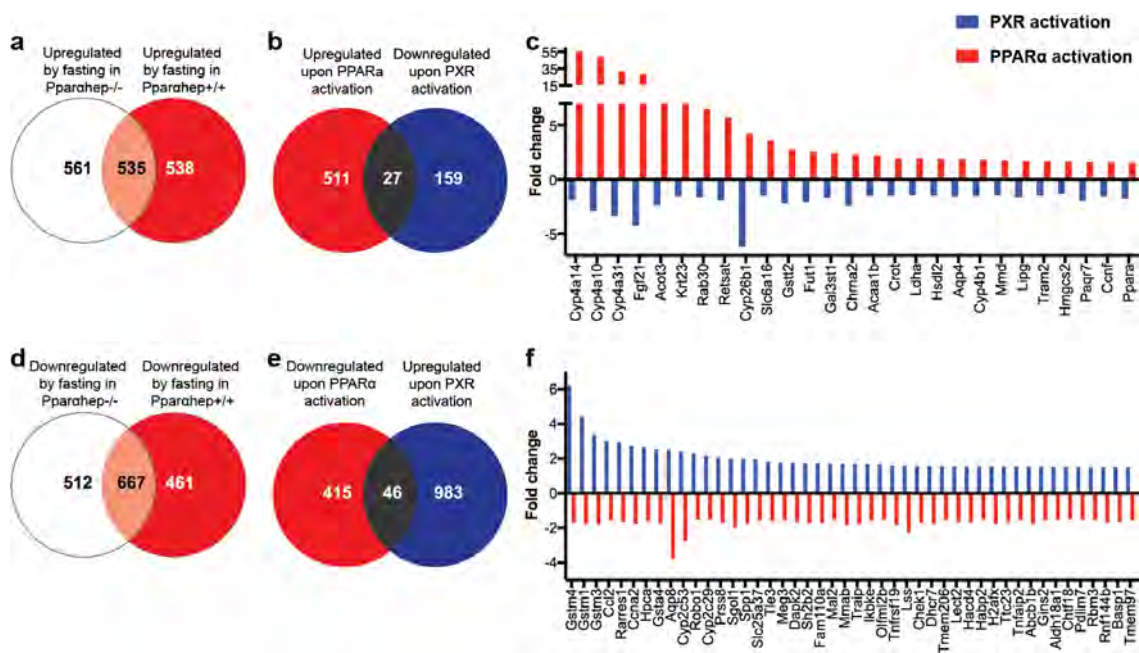 PXR activation
PPARα activation
a
Upregulated
by fasting in
Pparαhep-/-
Upregulated
by fasting in
Pparαhep+/+
561
535
538
b
Upregulated
upon PPARa
activation
Downregulated
upon PXR
activation
511
27
159
c
Fold change
55
35
15
5
0
-5
Cyp4a14
Cyp4a10
Cyp4a31
Fgf21
Acot3
Krt23
Rab30
Retsat
Cyp26b1
Slc6a16
Gstt2
Fut1
Gal3st1
Chrna2
Acaa1b
Crot
Ldha
Hsdl2
Aqp4
Cyp4b1
Mmd
Lipg
Tram2
Hmgcs2
Paqr7
Ccnf
Ppara
d
Downregulated
by fasting in
Pparαhep-/-
Downregulated
by fasting in
Pparαhep+/+
512
667
461
e
Downregulated
upon PPARα
activation
Upregulated
upon PXR
activation
415
46
983
f
Fold change
6
4
2
0
-2
-4
Gstm4
Gstm1
Gstm3
Ccl2
Rarres1
Ccna2
Hpca
Gsta4
Aqp8
Cyp2c53
Robo1
Cyp2c29
Prss8
Sgol1
Spp1
Slc25a37
Tle3
Meg3
Dapk2
Sh2b2
Fam110a
Mal2
Mmab
Traip
Ikbke
Olfml2b
Tnfrsf19
Lss
Chek1
Dhcr7
Tmem206
Lect2
Hacd4
Habp2
H2afx
Ttc23
Tnfaip2
Abcb1b
Gins2
Aldh18a1
Chtf18
Pdlim7
Rbm3
Rnf144b
Basp1
Tmem97